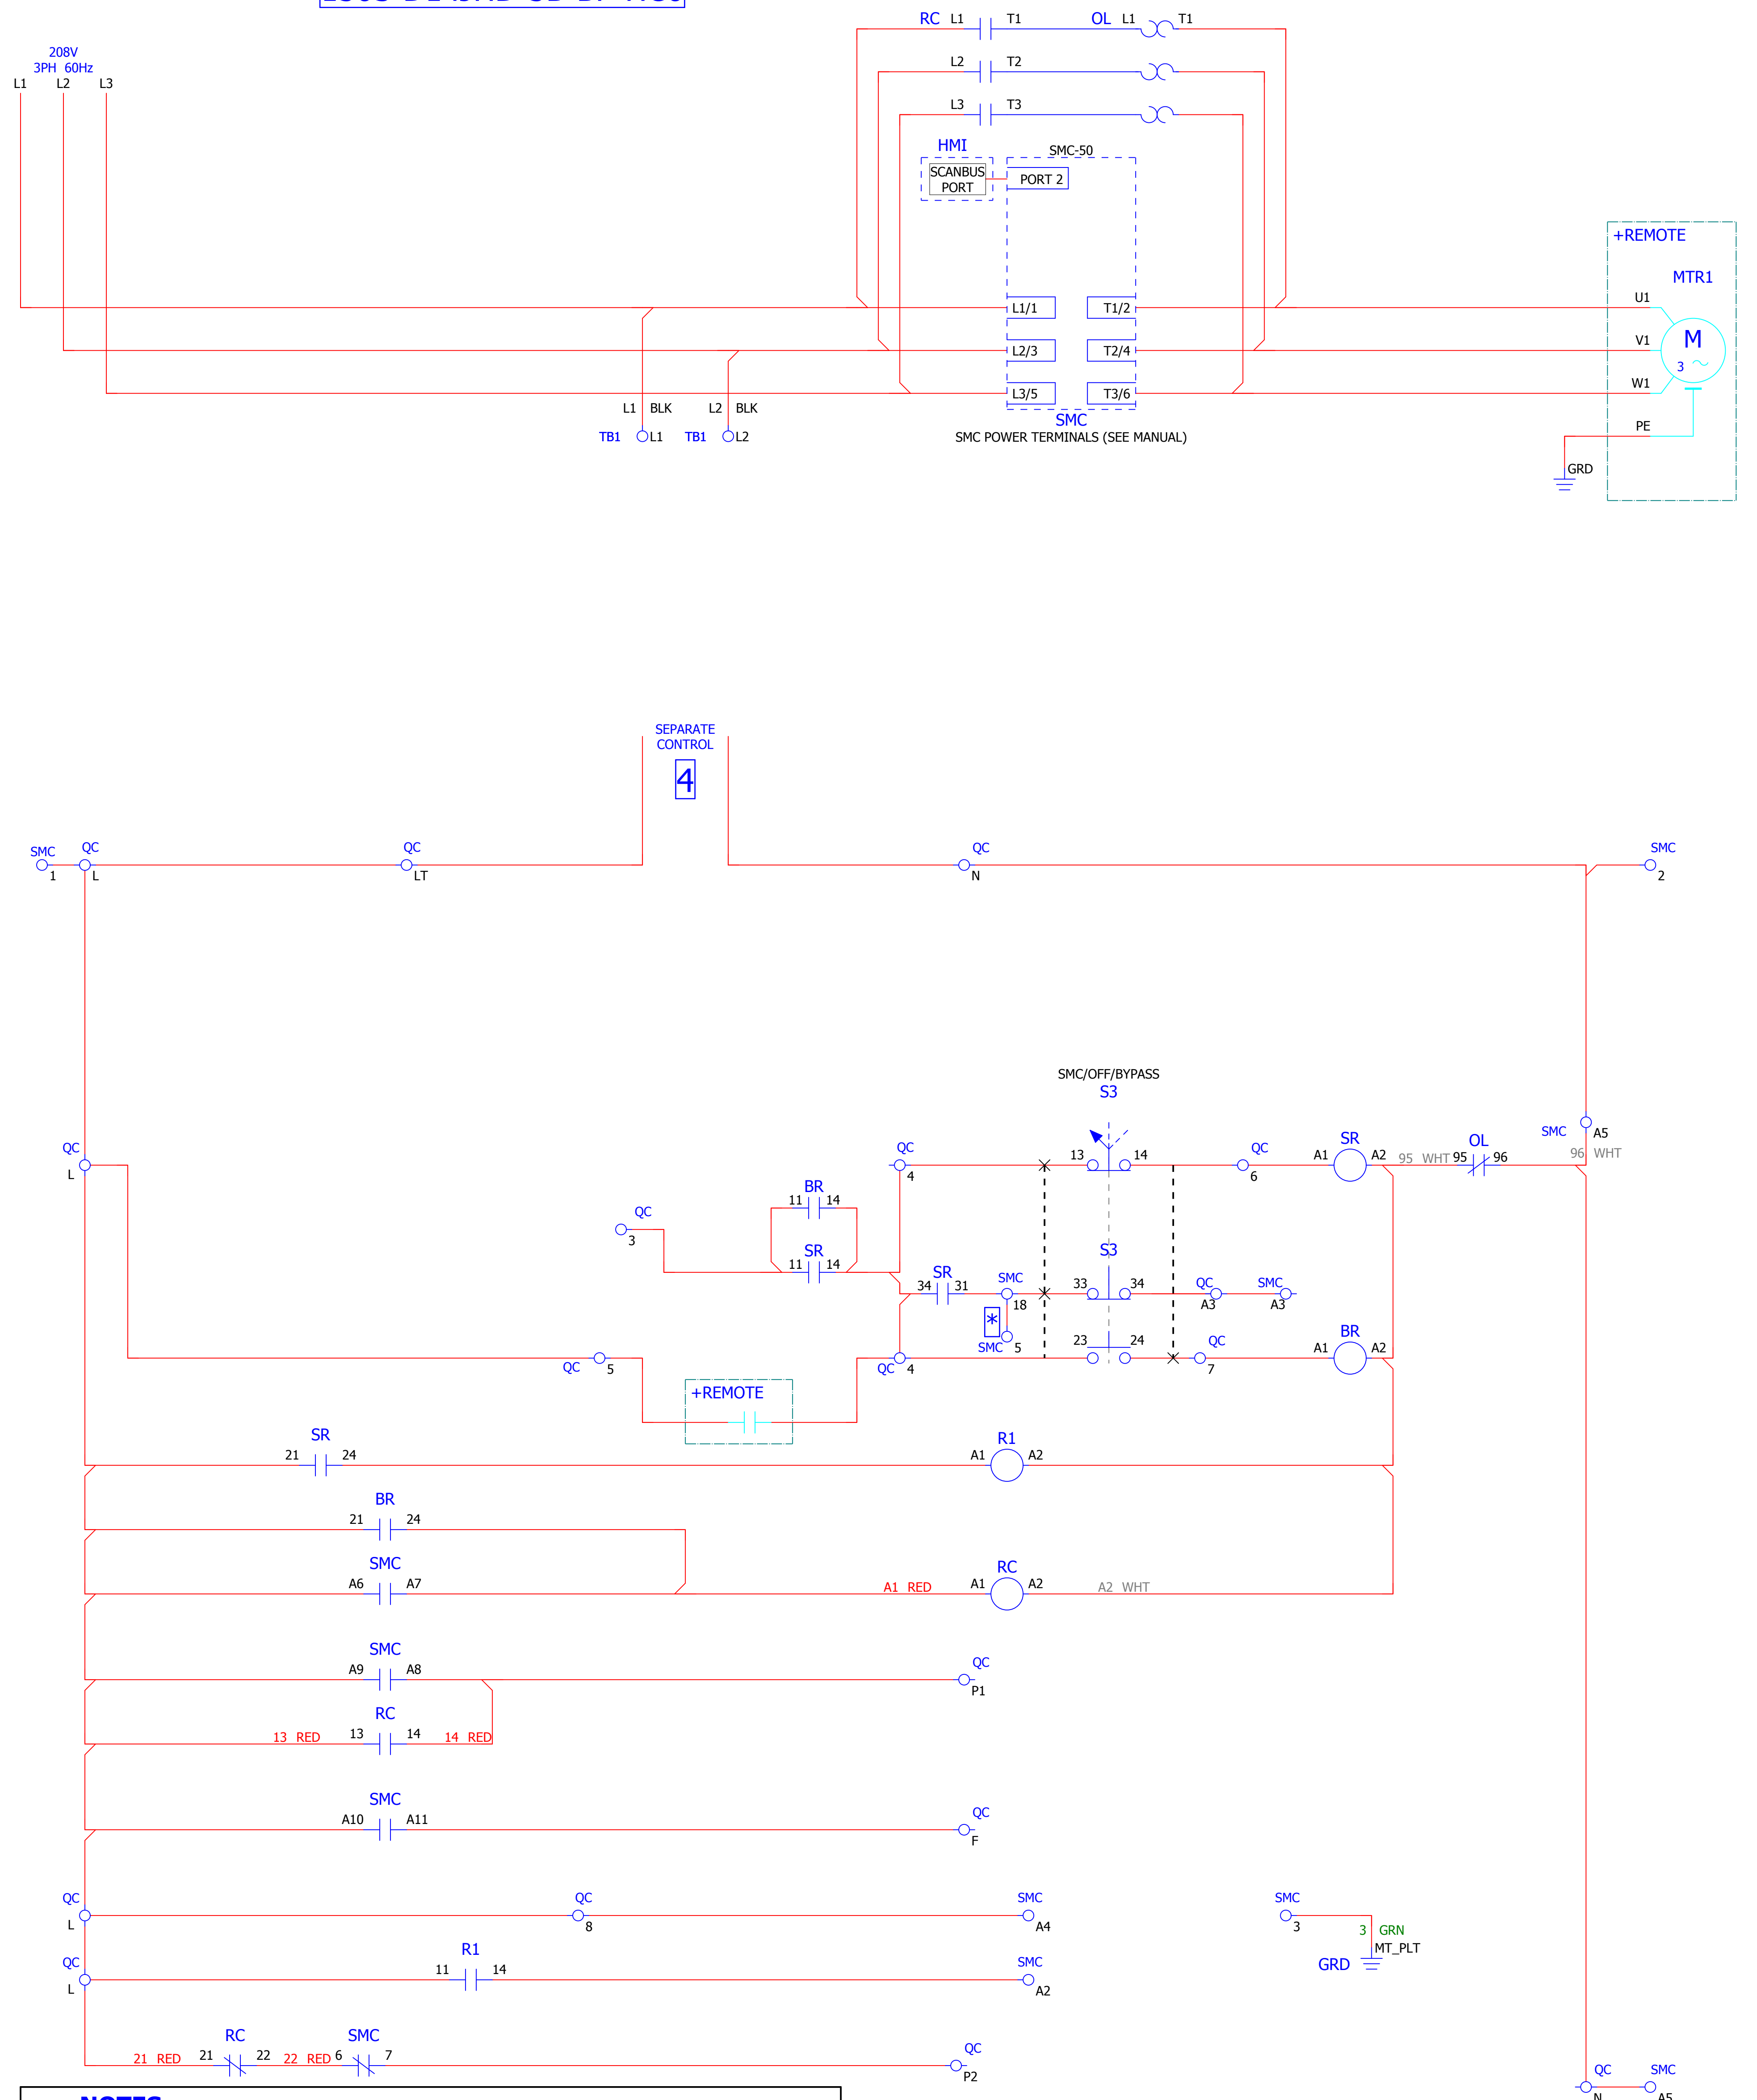 RC L1 T1 OL L1 T1
208V
3PH 60Hz
L1 L2 L3
L2 T2
L3 T3
HMI
SMC-50
SCANBUS
PORT
PORT 2
+REMOTE
MTR1
L1/1 T1/2 U1
M
3
L2/3 T2/4 V1
L3/5 T3/6 W1
L1 BLK L2 BLK
SMC
PE
TB1 L1 TB1 L2
SMC POWER TERMINALS (SEE MANUAL)
GRD
SEPARATE
CONTROL
4
SMC QC QC QC SMC
1 L LT N 2
SMC/OFF/BYPASS
S3
SMC A5
QC QC 13 14 QC SR OL
A1 A2 95 WHT 95 96 96 WHT
L 4 6
BR
11 14
QC
3
SR
11 14
S3
SR
34 31
SMC
18
33 34
QC
A3
SMC
A3
*
SMC 5
23 24
QC
7
BR
A1 A2
QC 5
QC 4
+REMOTE
SR
21 24
R1
A1 A2
BR
21 24
SMC
A6 A7
A1 RED
RC
A1 A2
A2 WHT
SMC
A9 A8
QC
P1
RC
13 RED 13 14 14 RED
SMC
A10 A11
QC
F
QC QC SMC SMC
L 8 A4 3
3 GRN
MT_PLT
GRD
QC R1 SMC
11 14
L A2
RC SMC
21 RED 21 22 22 RED 6 7
QC
P2
QC SMC
N A5
NOTES